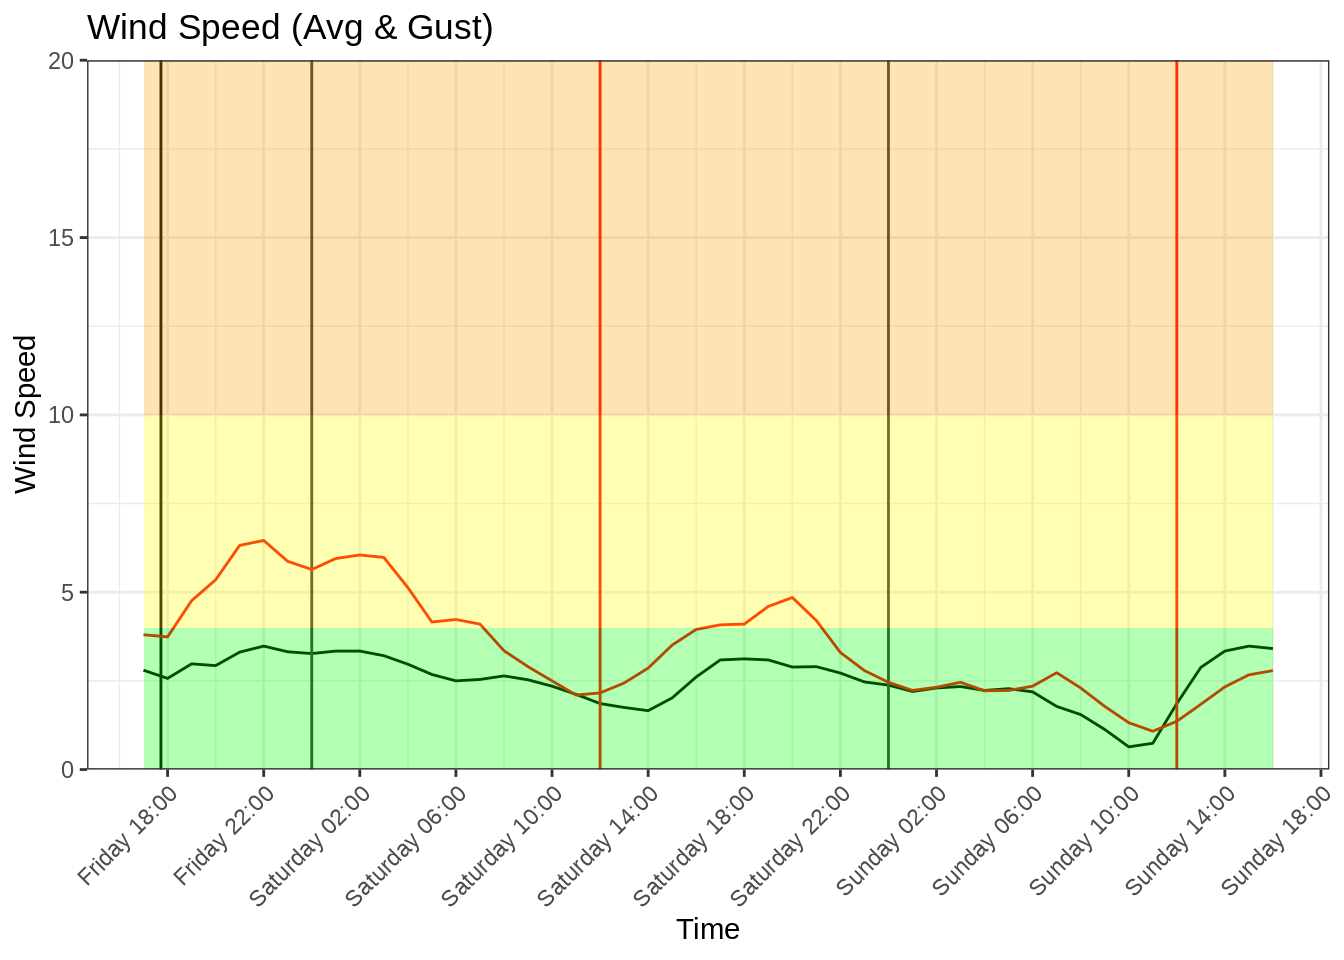 Wind Speed (Avg & Gust)
Wind Speed
20
15
10
5
0
Friday 18:00
Friday 22:00
Saturday 02:00
Saturday 06:00
Saturday 10:00
Saturday 14:00
Saturday 18:00
Saturday 22:00
Sunday 02:00
Sunday 06:00
Sunday 10:00
Sunday 14:00
Sunday 18:00
Time